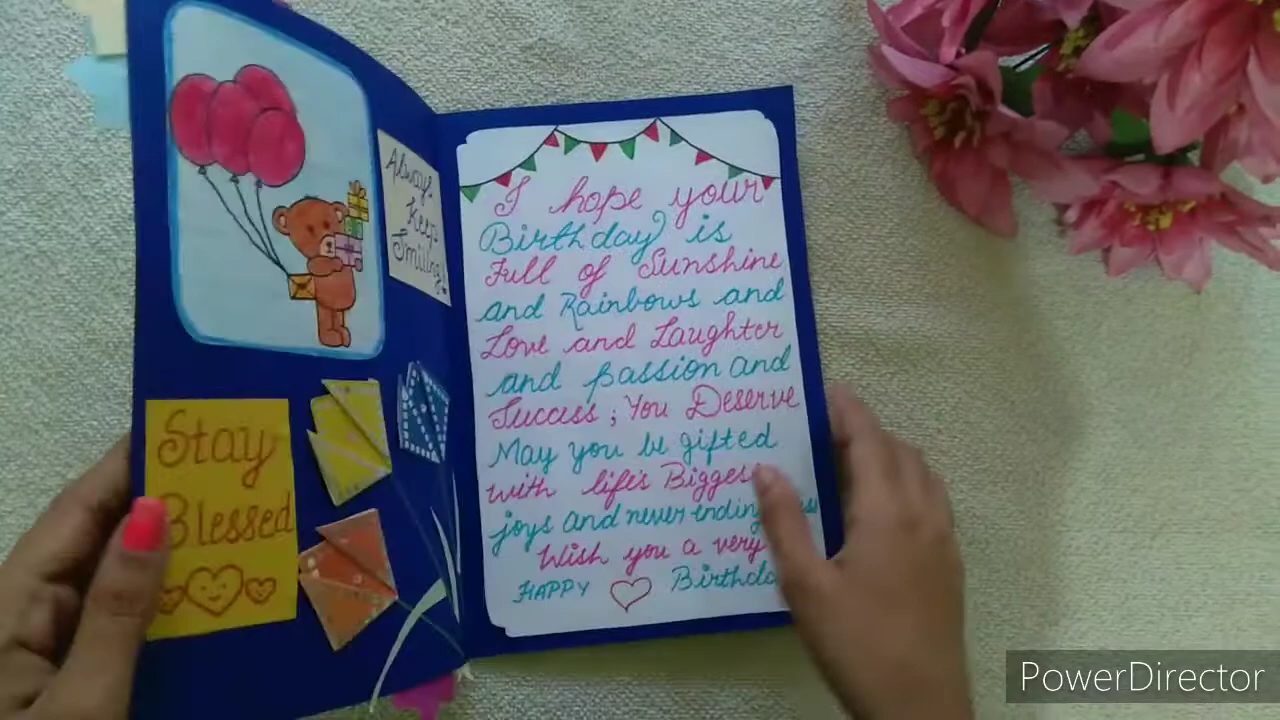 Always
Keep
Smiling!
Stay
Blessed
I hope your
Birthday is
Full of Sunshine
and Rainbows and
Love and Laughter
and passion and
Success ; You Deserve
May you be gifted
with life's Biggest
joys and never ending
Wish you a very
HAPPY Birthday
PowerDirector